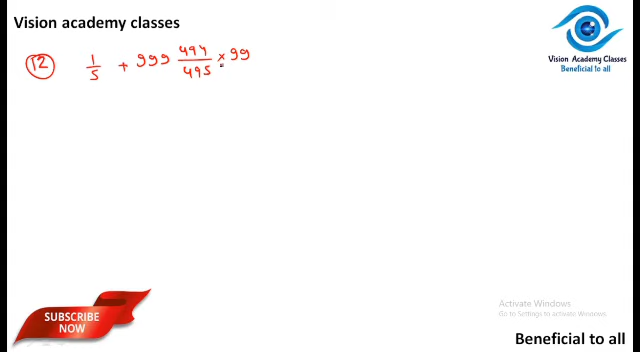 Vision academy classes
12 1/5 + 999 494/495 × 99
Vision Academy Classes
Beneficial to all
SUBSCRIBE
NOW
Activate Windows
Go to Settings to activate Windows.
Beneficial to all